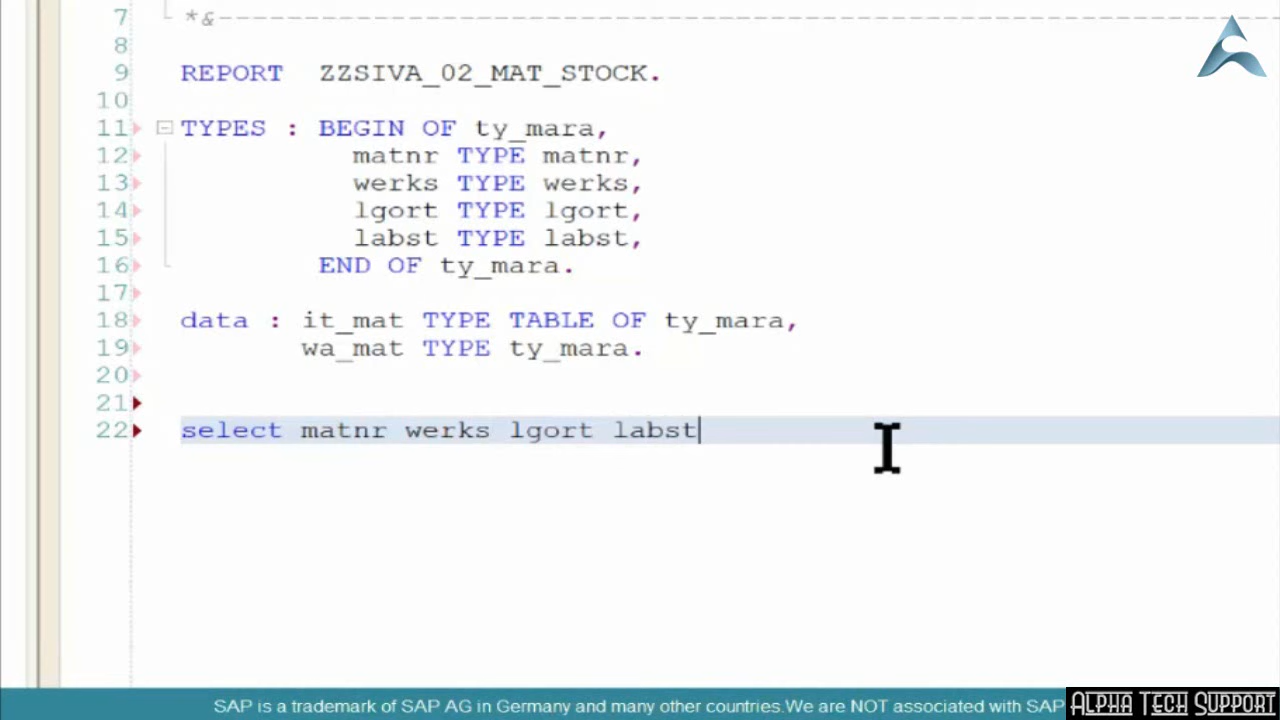 7 *&---------------------------------------------------------------------
8
9 REPORT ZZSIVA_02_MAT_STOCK.
10
11 TYPES : BEGIN OF ty_mara,
12 matnr TYPE matnr,
13 werks TYPE werks,
14 lgort TYPE lgort,
15 labst TYPE labst,
16 END OF ty_mara.
17
18 data : it_mat TYPE TABLE OF ty_mara,
19 wa_mat TYPE ty_mara.
20
21
22 select matnr werks lgort labst
SAP is a trademark of SAP AG in Germany and many other countries.We are NOT associated with SAP
ALPHA TECH SUPPORT